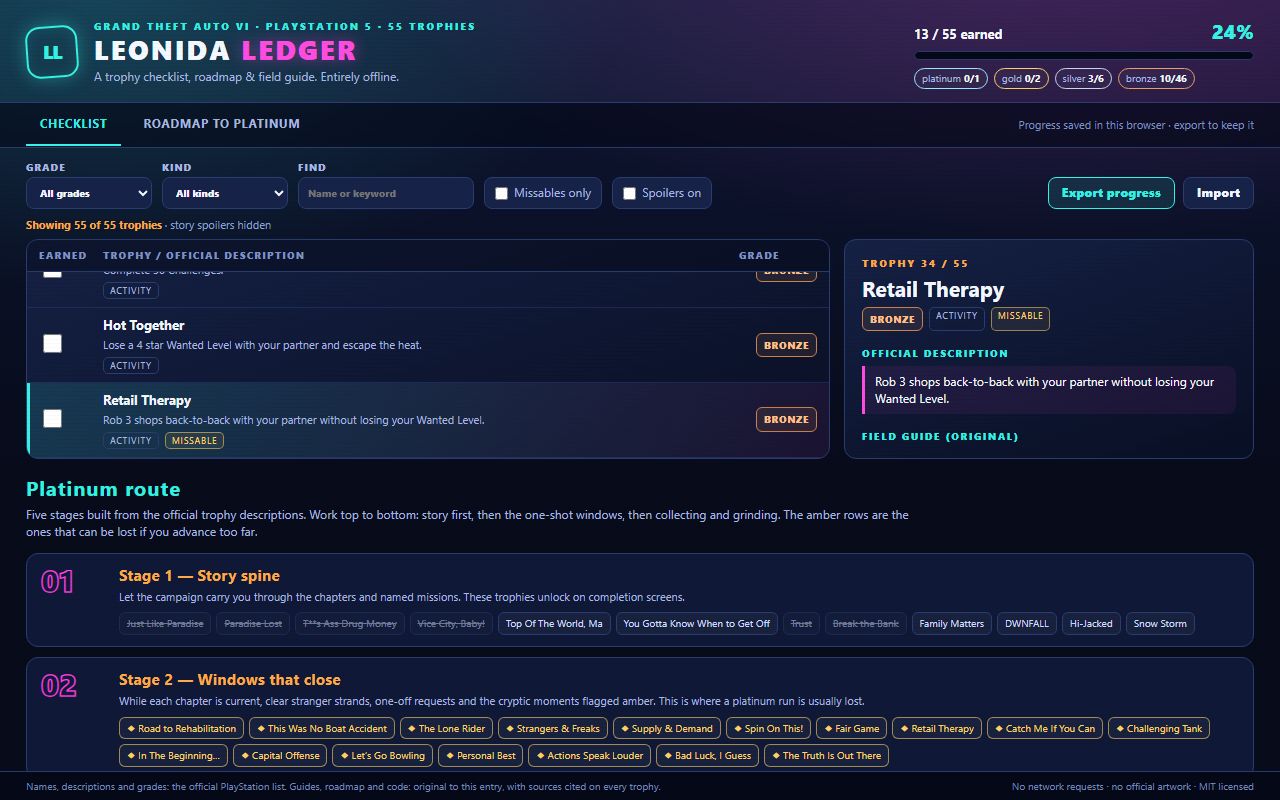 LL
GRAND THEFT AUTO VI · PLAYSTATION 5 · 55 TROPHIES
LEONIDA LEDGER
A trophy checklist, roadmap & field guide. Entirely offline.
13 / 55 earned
24%
platinum 0/1
gold 0/2
silver 3/6
bronze 10/46
CHECKLIST
ROADMAP TO PLATINUM
Progress saved in this browser · export to keep it
GRADE
KIND
FIND
All grades
All kinds
Name or keyword
Missables only
Spoilers on
Export progress
Import
Showing 55 of 55 trophies · story spoilers hidden
EARNED
TROPHY / OFFICIAL DESCRIPTION
GRADE
Complete 50 Challenges.
BRONZE
ACTIVITY
Hot Together
Lose a 4 star Wanted Level with your partner and escape the heat.
ACTIVITY
BRONZE
Retail Therapy
Rob 3 shops back-to-back with your partner without losing your Wanted Level.
ACTIVITY
MISSABLE
BRONZE
TROPHY 34 / 55
Retail Therapy
BRONZE
ACTIVITY
MISSABLE
OFFICIAL DESCRIPTION
Rob 3 shops back-to-back with your partner without losing your
Wanted Level.
FIELD GUIDE (ORIGINAL)
Platinum route
Five stages built from the official trophy descriptions. Work top to bottom: story first, then the one-shot windows, then collecting and grinding. The amber rows are the
ones that can be lost if you advance too far.
01
Stage 1 — Story spine
Let the campaign carry you through the chapters and named missions. These trophies unlock on completion screens.
Just Like Paradise
Paradise Lost
T**s Ass Drug Money
Vice City, Baby!
Top Of The World, Ma
You Gotta Know When to Get Off
Trust
Break the Bank
Family Matters
DWNFALL
Hi-Jacked
Snow Storm
02
Stage 2 — Windows that close
While each chapter is current, clear stranger strands, one-off requests and the cryptic moments flagged amber. This is where a platinum run is usually lost.
◆ Road to Rehabilitation
◆ This Was No Boat Accident
◆ The Lone Rider
◆ Strangers & Freaks
◆ Supply & Demand
◆ Spin On This!
◆ Fair Game
◆ Retail Therapy
◆ Catch Me If You Can
◆ Challenging Tank
◆ In The Beginning...
◆ Capital Offense
◆ Let's Go Bowling
◆ Personal Best
◆ Actions Speak Louder
◆ Bad Luck, I Guess
◆ The Truth Is Out There
Names, descriptions and grades: the official PlayStation list. Guides, roadmap and code: original to this entry, with sources cited on every trophy.
No network requests · no official artwork · MIT licensed